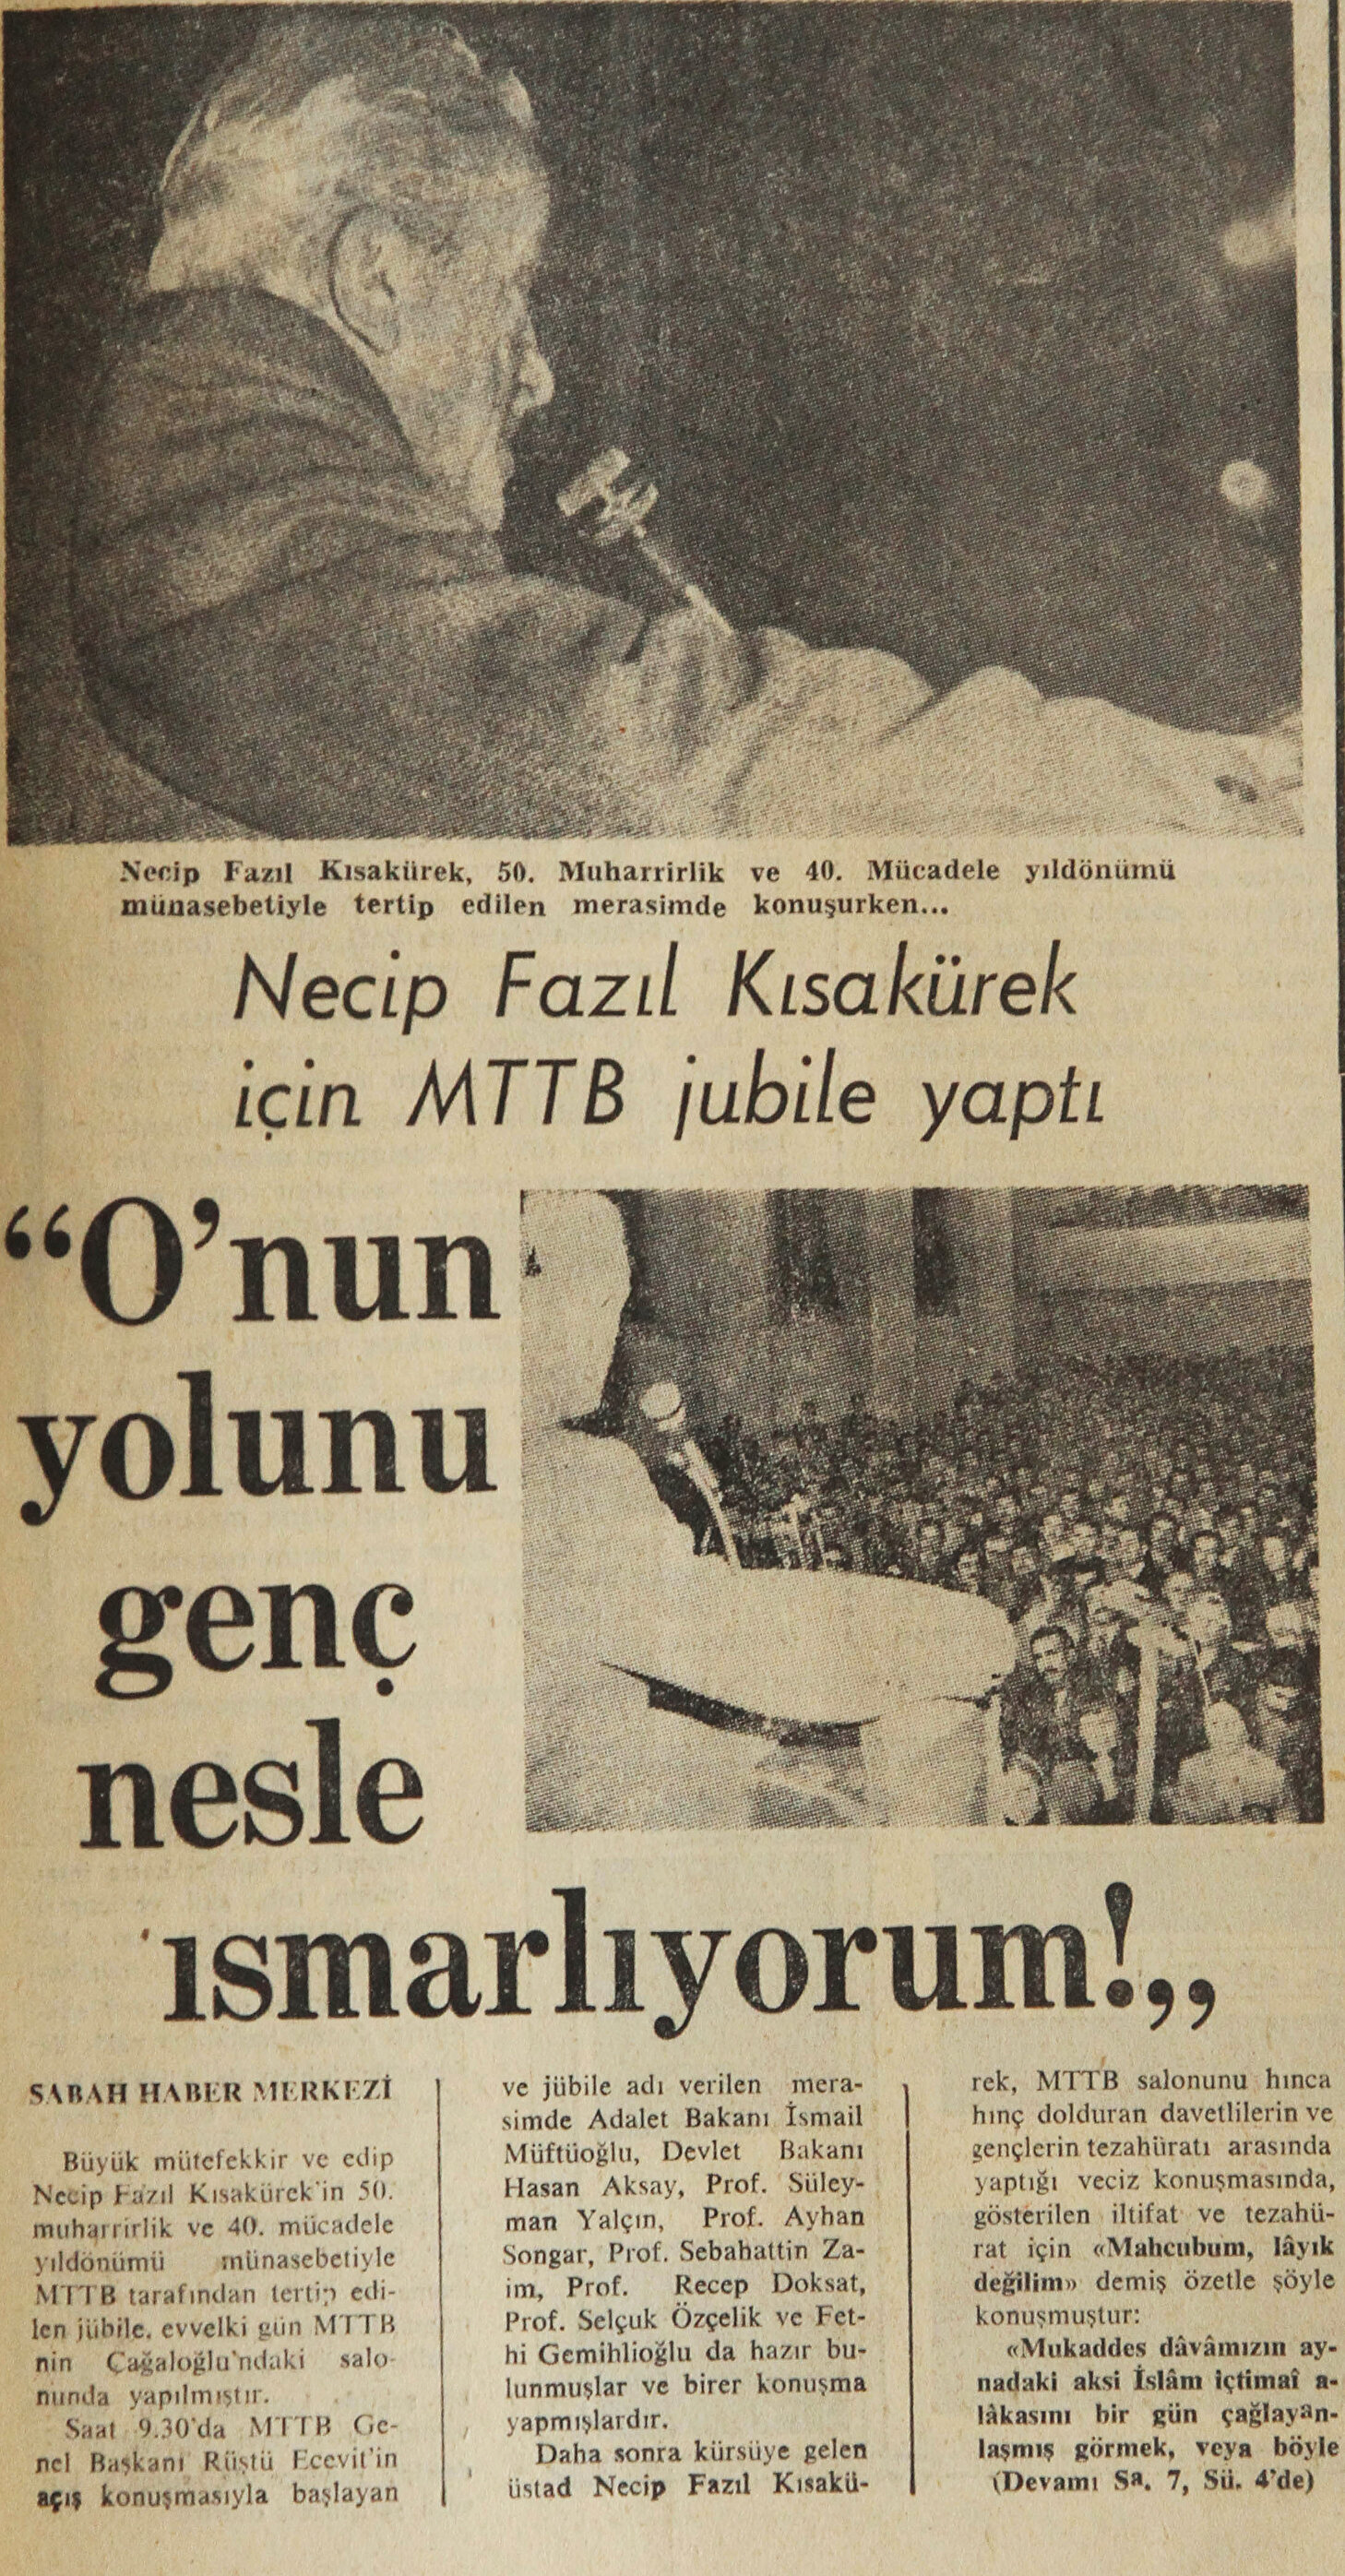 Necip Fazıl Kısakürek, 50. Muharrirlik ve 40. Mücadele yıldönümü
münasebetiyle tertip edilen merasimde konuşurken...
Necip Fazıl Kısakürek
için MTTB jubile yaptı
“O’nun
yolunu
genç
nesle
ısmarlıyorum!,,
SABAH HABER MERKEZİ
Büyük mütefekkir ve edip
Necip Fazıl Kısakürek'in 50.
muharrirlik ve 40. mücadele
yıldönümü münasebetiyle
MTTB tarafından tertip edi-
len jübile, evvelki gün MTTB
nin Çağaloğlu'ndaki salo-
nunda yapılmıştır.
Saat 9.30'da MTTB Ge-
nel Başkanı Rüştü Ecevit'in
açış konuşmasıyla başlayan
ve jübile adı verilen mera-
simde Adalet Bakanı İsmail
Müftüoğlu, Devlet Bakanı
Hasan Aksay, Prof. Süley-
man Yalçın, Prof. Ayhan
Songar, Prof. Sebahattin Za-
im, Prof. Recep Doksat,
Prof. Selçuk Özçelik ve Fet-
hi Gemihlioğlu da hazır bu-
lunmuşlar ve birer konuşma
yapmışlardır.
Daha sonra kürsüye gelen
üstad Necip Fazıl Kısakü-
rek, MTTB salonunu hınca
hınç dolduran davetlilerin ve
gençlerin tezahüratı arasında
yaptığı veciz konuşmasında,
gösterilen iltifat ve tezahü-
rat için «Mahcubum, lâyık
değilim» demiş özetle şöyle
konuşmuştur:
«Mukaddes dâvâmızın ay-
nadaki aksi İslâm içtimaî a-
lâkasını bir gün çağlayan-
laşmış görmek, veya böyle
(Devamı Sa. 7, Sü. 4'de)